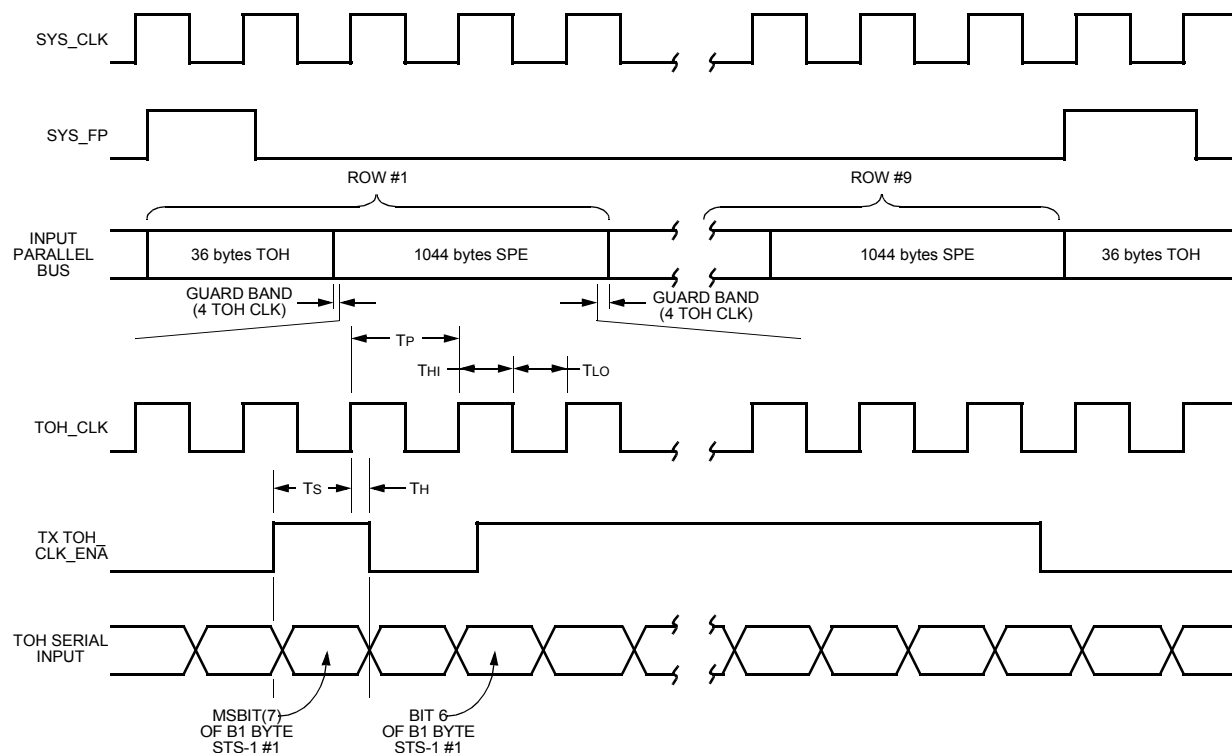 SYS_CLK
SYS_FP
ROW #1
ROW #9
INPUT
PARALLEL
BUS
36 bytes TOH
1044 bytes SPE
1044 bytes SPE
36 bytes TOH
GUARD BAND
(4 TOH CLK)
GUARD BAND
(4 TOH CLK)
TP
THI
TLO
TOH_CLK
TS
TH
TX TOH_
CLK_ENA
TOH SERIAL
INPUT
MSBIT(7)
OF B1 BYTE
STS-1 #1
BIT 6
OF B1 BYTE
STS-1 #1